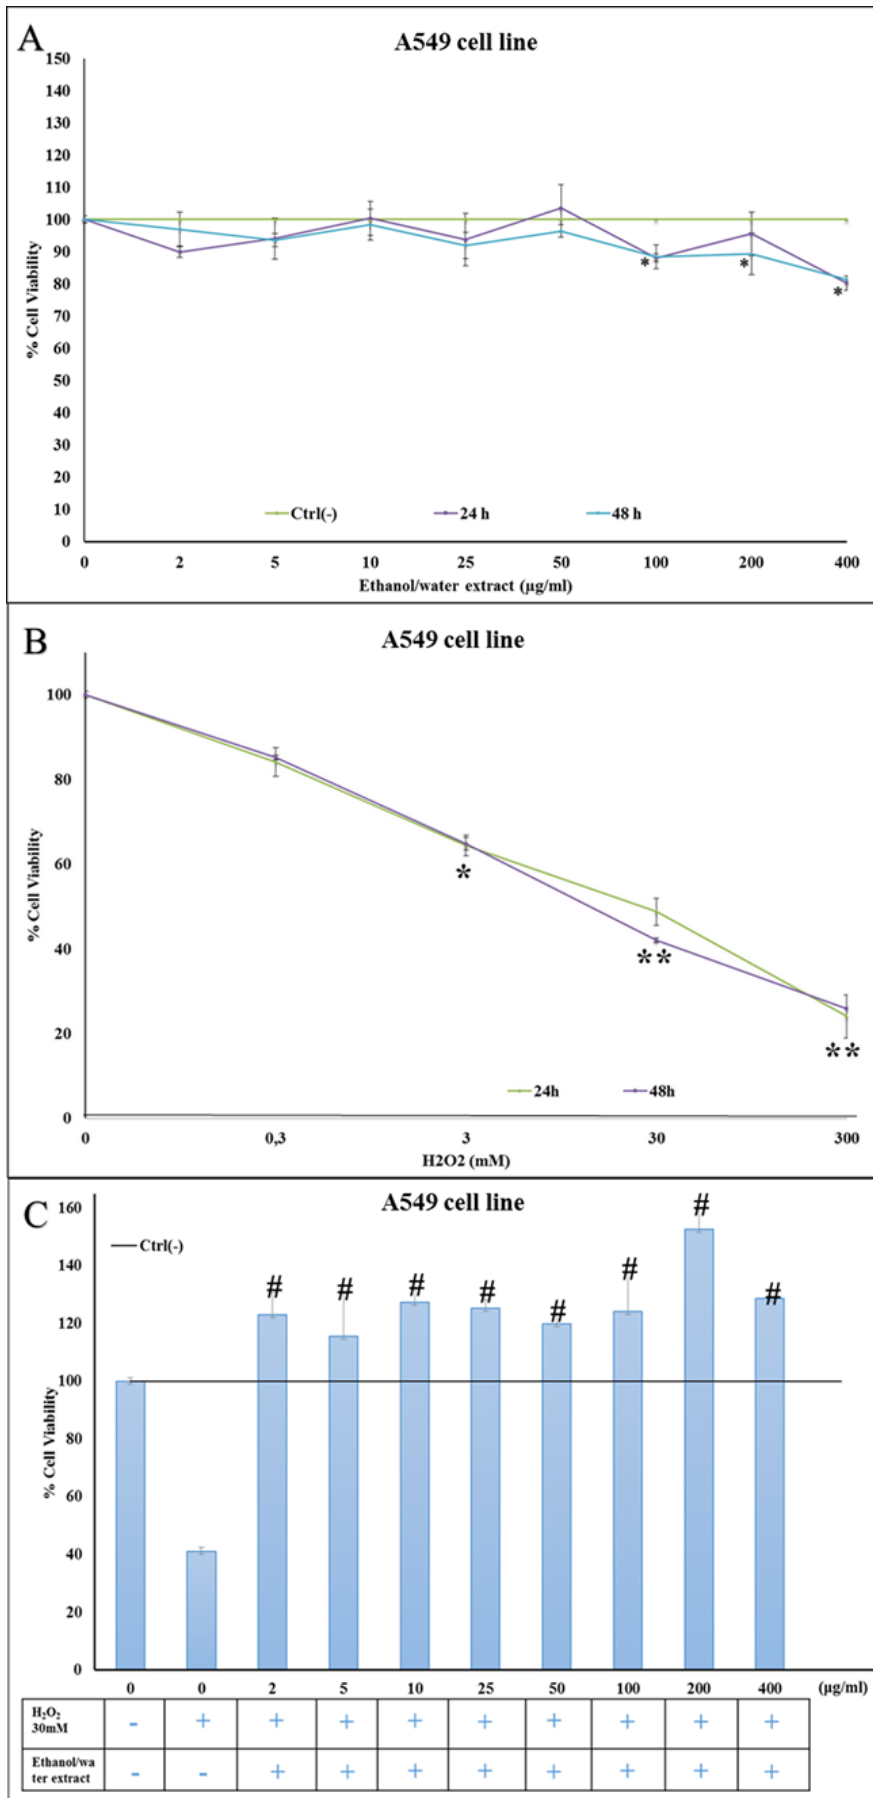 A
A549 cell line
150
140
130
120
110
100
90
80
70
60
50
40
30
20
10
0
% Cell Viability
* * *
Ctrl(-) 24 h 48 h
0 2 5 10 25 50 100 200 400
Ethanol/water extract (µg/ml)
B
A549 cell line
100
80
60
40
20
0
% Cell Viability
*
**
**
24h 48h
0 0,3 3 30 300
H2O2 (mM)
C
A549 cell line
160
140
120
100
80
60
40
20
0
% Cell Viability
Ctrl(-)
# # # # # # # #
0 0 2 5 10 25 50 100 200 400 (µg/ml)
H₂O₂
30mM
- + + + + + + + + +
Ethanol/wa
ter extract
- - + + + + + + + +